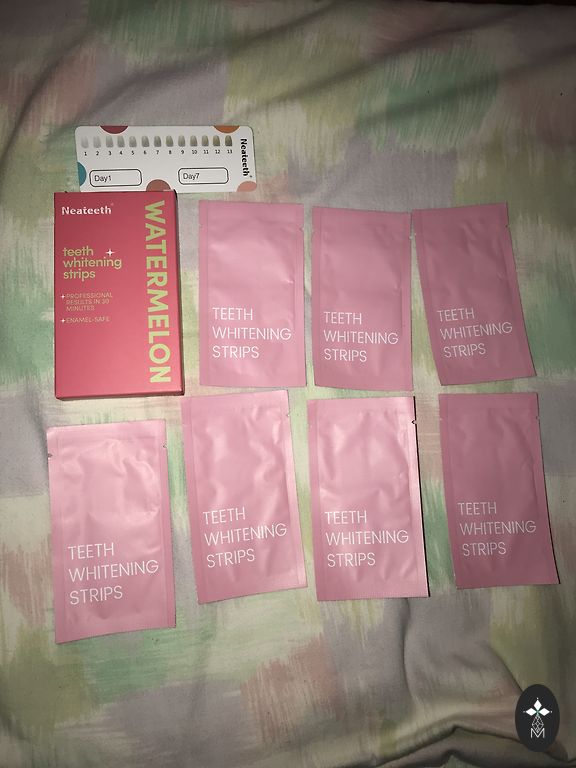 1 2 3 4 5 6 7 8 9 10 11 12 13
Day1
Day7
Neateeth
Neateeth
teeth
whitening
strips
PROFESSIONAL
RESULTS IN 30
MINUTES
ENAMEL-SAFE
WATERMELON
TEETH
WHITENING
STRIPS
TEETH
WHITENING
STRIPS
TEETH
WHITENING
STRIPS
TEETH
WHITENING
STRIPS
TEETH
WHITENING
STRIPS
TEETH
WHITENING
STRIPS
TEETH
WHITENING
STRIPS
M